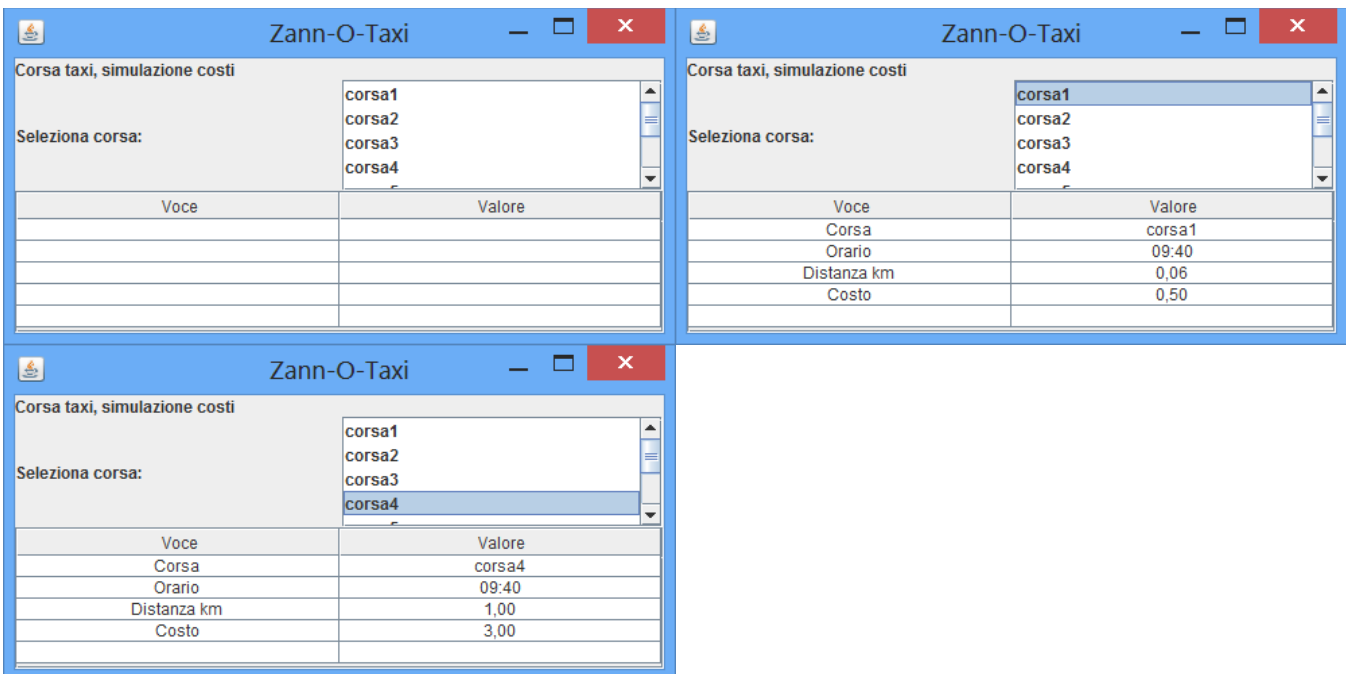 Zann-O-Taxi
Corsa taxi, simulazione costi
Seleziona corsa:
corsa1
corsa2
corsa3
corsa4
Voce Valore
Zann-O-Taxi
Corsa taxi, simulazione costi
Seleziona corsa:
corsa1
corsa2
corsa3
corsa4
Voce Valore
Corsa corsa1
Orario 09:40
Distanza km 0,06
Costo 0,50
Zann-O-Taxi
Corsa taxi, simulazione costi
Seleziona corsa:
corsa1
corsa2
corsa3
corsa4
Voce Valore
Corsa corsa4
Orario 09:40
Distanza km 1,00
Costo 3,00